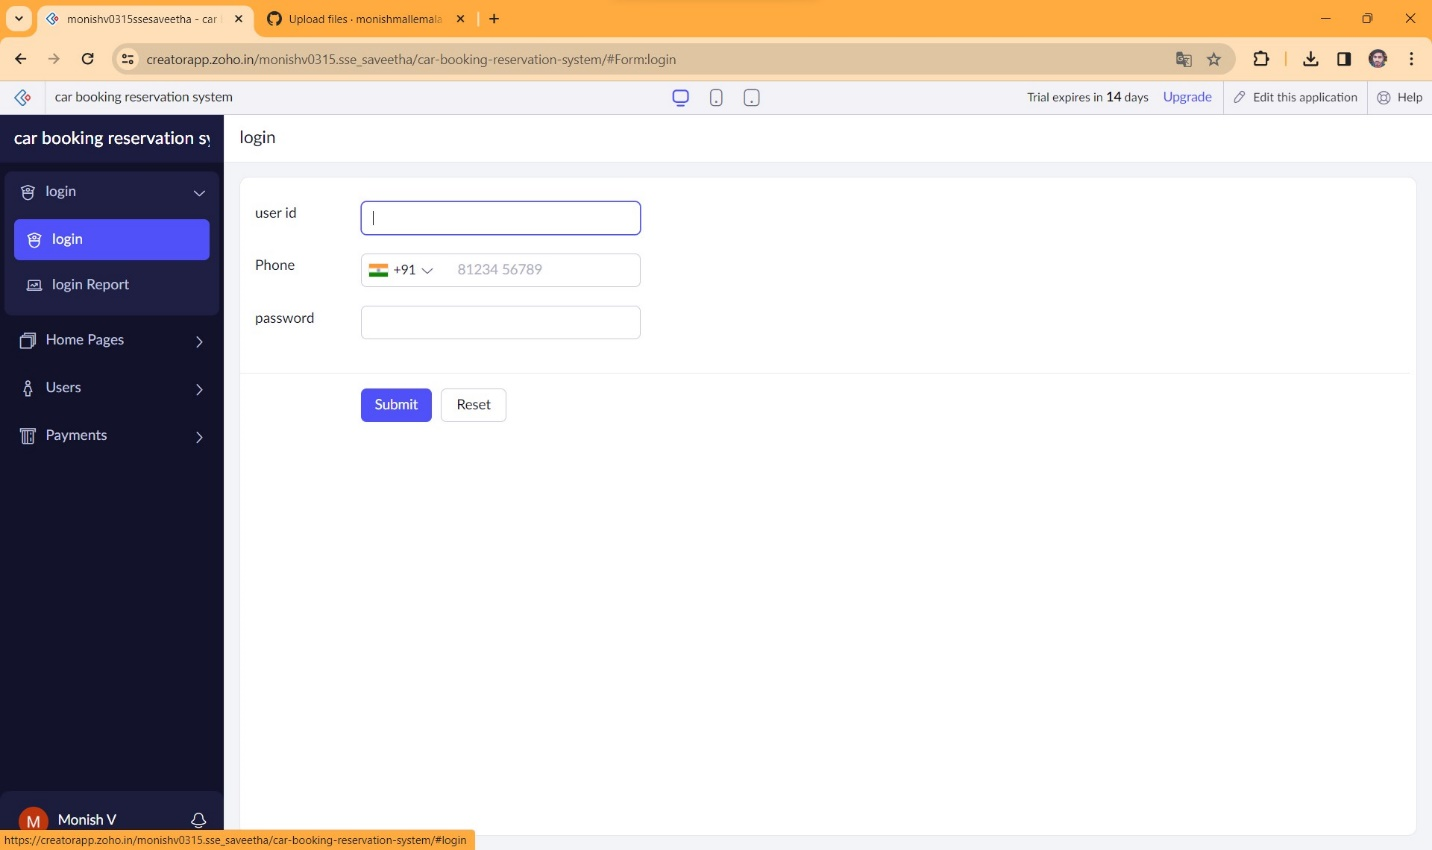 monishv0315ssesaveetha - car
Upload files · monishmallemala
creatorapp.zoho.in/monishv0315.sse_saveetha/car-booking-reservation-system/#Form:login
car booking reservation system
Trial expires in 14 days Upgrade
Edit this application
Help
car booking reservation sy
login
login
login
login Report
Home Pages
Users
Payments
user id
Phone
+91 81234 56789
password
Submit
Reset
M
Monish V
https://creatorapp.zoho.in/monishv0315.sse_saveetha/car-booking-reservation-system/#login